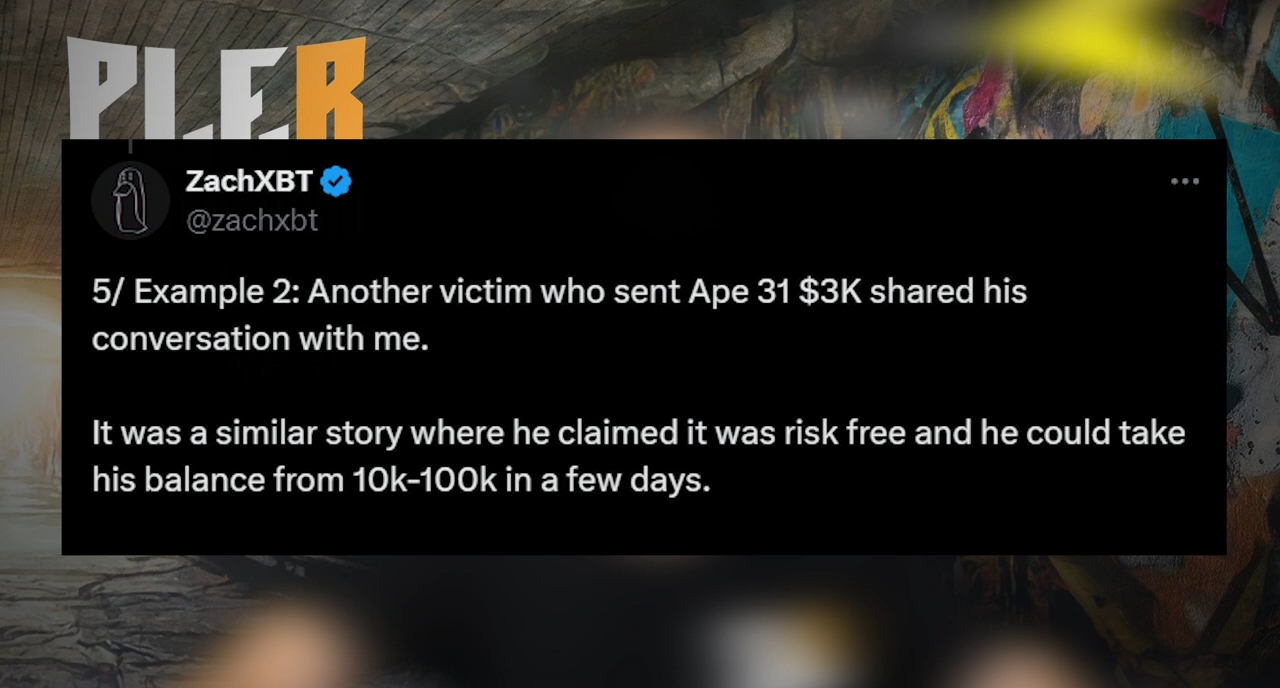 PLER
ZachXBT
@zachxbt
5/ Example 2: Another victim who sent Ape 31 $3K shared his
conversation with me.
It was a similar story where he claimed it was risk free and he could take
his balance from 10k-100k in a few days.